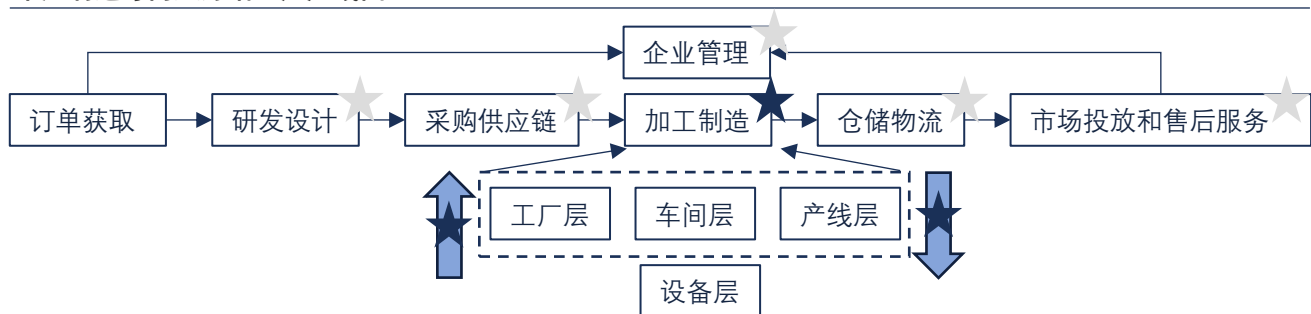 企业管理
订单获取
研发设计
采购供应链
加工制造
仓储物流
市场投放和售后服务
工厂层
车间层
产线层
设备层